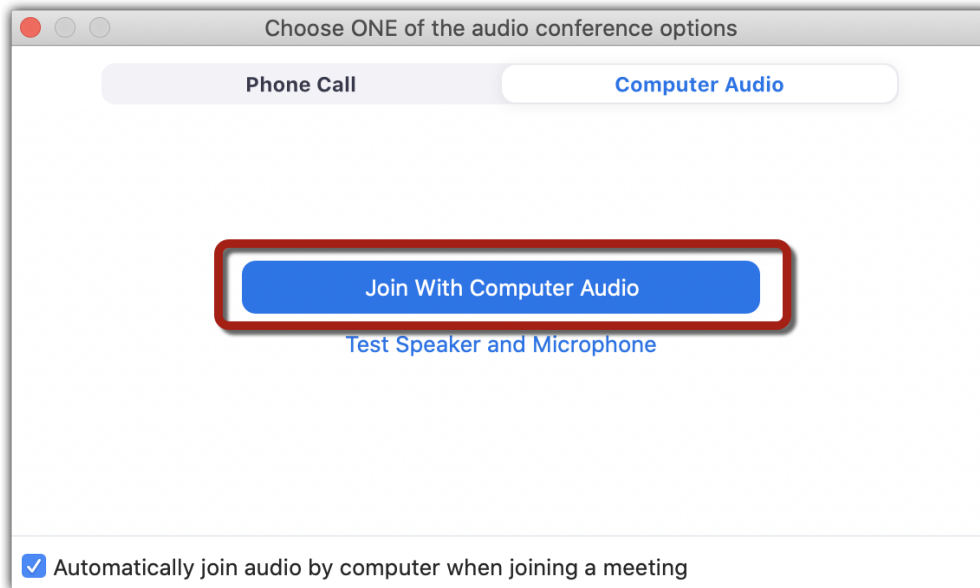 Choose ONE of the audio conference options
Phone Call
Computer Audio
Join With Computer Audio
Test Speaker and Microphone
Automatically join audio by computer when joining a meeting